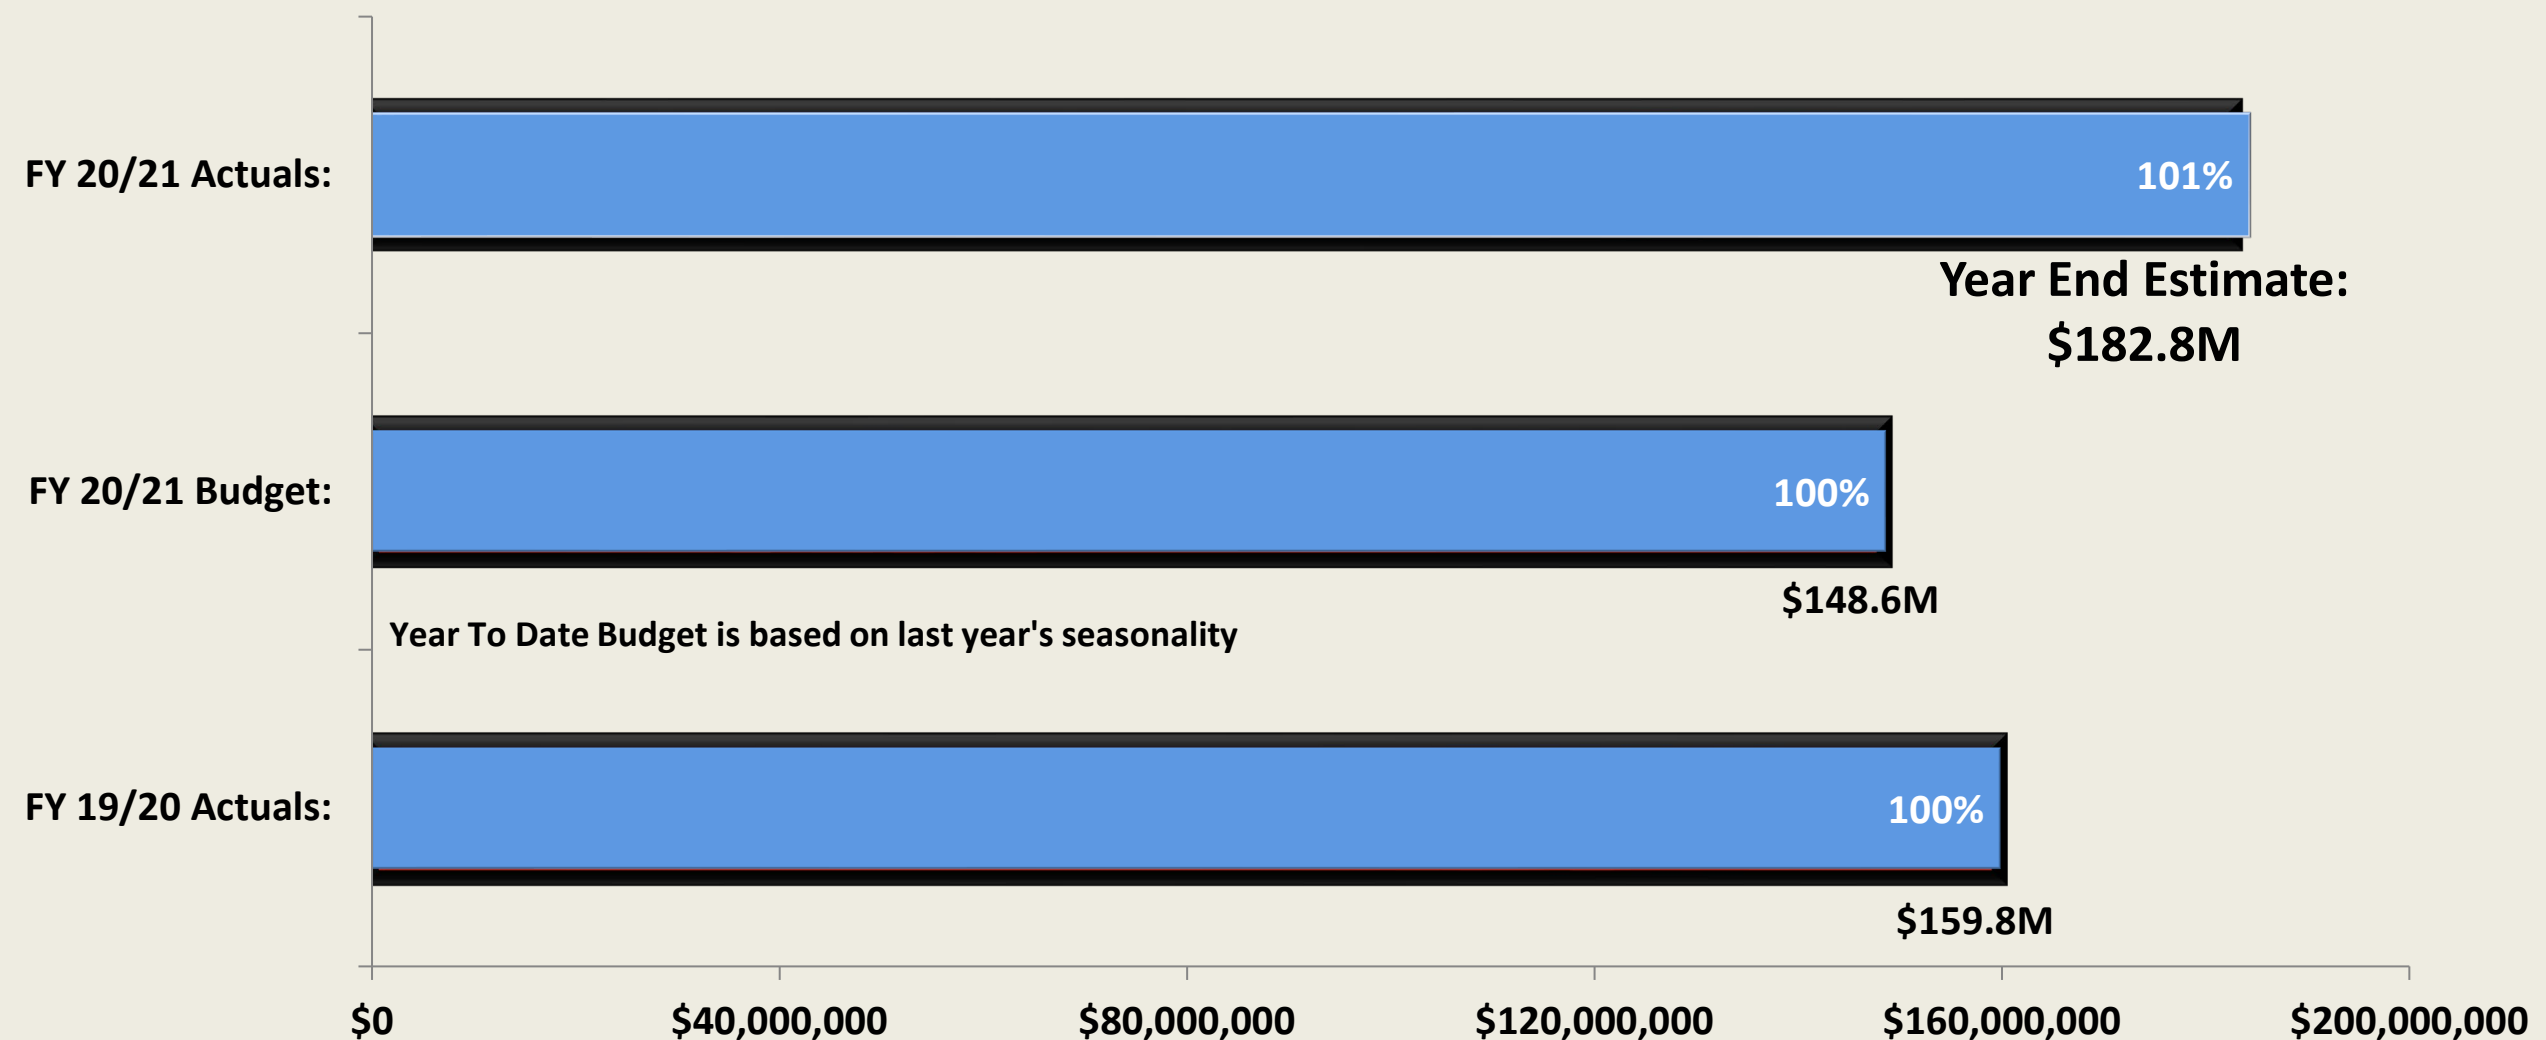 FY 20/21 Actuals:
101%
Year End Estimate:
$182.8M
FY 20/21 Budget:
100%
$148.6M
Year To Date Budget is based on last year's seasonality
FY 19/20 Actuals:
100%
$159.8M
$0 $40,000,000 $80,000,000 $120,000,000 $160,000,000 $200,000,000